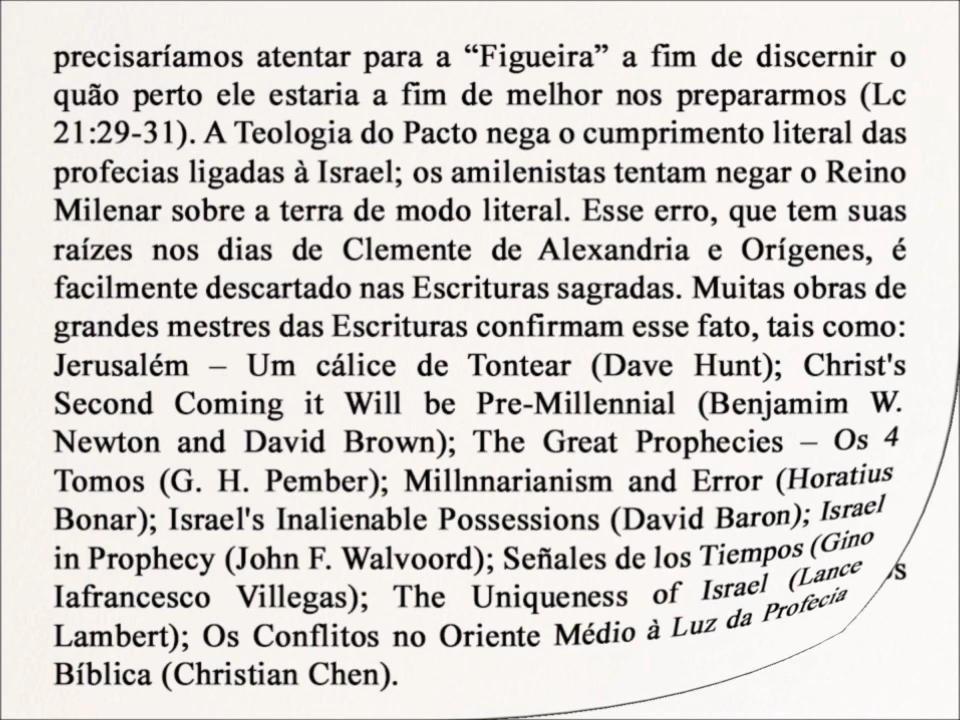 precisaríamos atentar para a “Figueira” a fim de discernir o
quão perto ele estaria a fim de melhor nos prepararmos (Lc
21:29-31). A Teologia do Pacto nega o cumprimento literal das
profecias ligadas à Israel; os amilenistas tentam negar o Reino
Milenar sobre a terra de modo literal. Esse erro, que tem suas
raízes nos dias de Clemente de Alexandria e Orígenes, é
facilmente descartado nas Escrituras sagradas. Muitas obras de
grandes mestres das Escrituras confirmam esse fato, tais como:
Jerusalém – Um cálice de Tontear (Dave Hunt); Christ's
Second Coming it Will be Pre-Millennial (Benjamim W.
Newton and David Brown); The Great Prophecies – Os 4
Tomos (G. H. Pember); Millnnarianism and Error (Horatius
Bonar); Israel's Inalienable Possessions (David Baron); Israel
in Prophecy (John F. Walvoord); Señales de los Tiempos (Gino
Iafrancesco Villegas); The Uniqueness of Israel (Lance
Lambert); Os Conflitos no Oriente Médio à Luz da Profecia
Bíblica (Christian Chen).